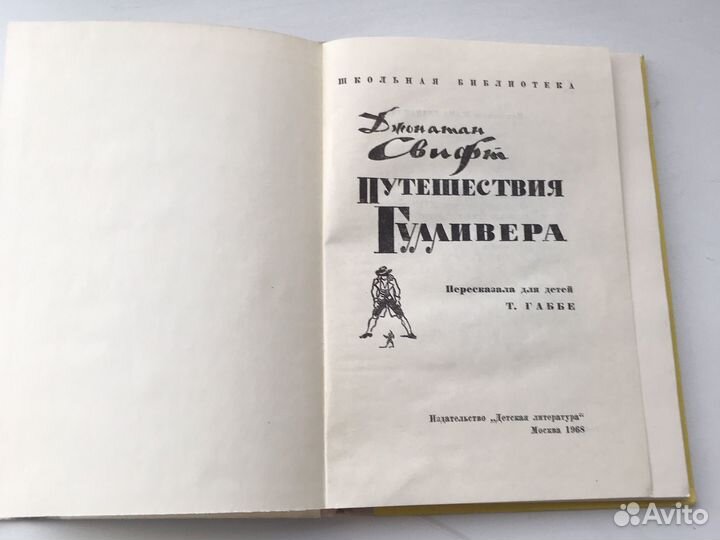 ШКОЛЬНАЯ БИБЛИОТЕКА
Джонатан
Свифт
ПУТЕШЕСТВИЯ
ГУЛЛИВЕРА
Пересказала для детей
Т. ГАББЕ
Издательство „Детская литература"
Москва 1968
Avito